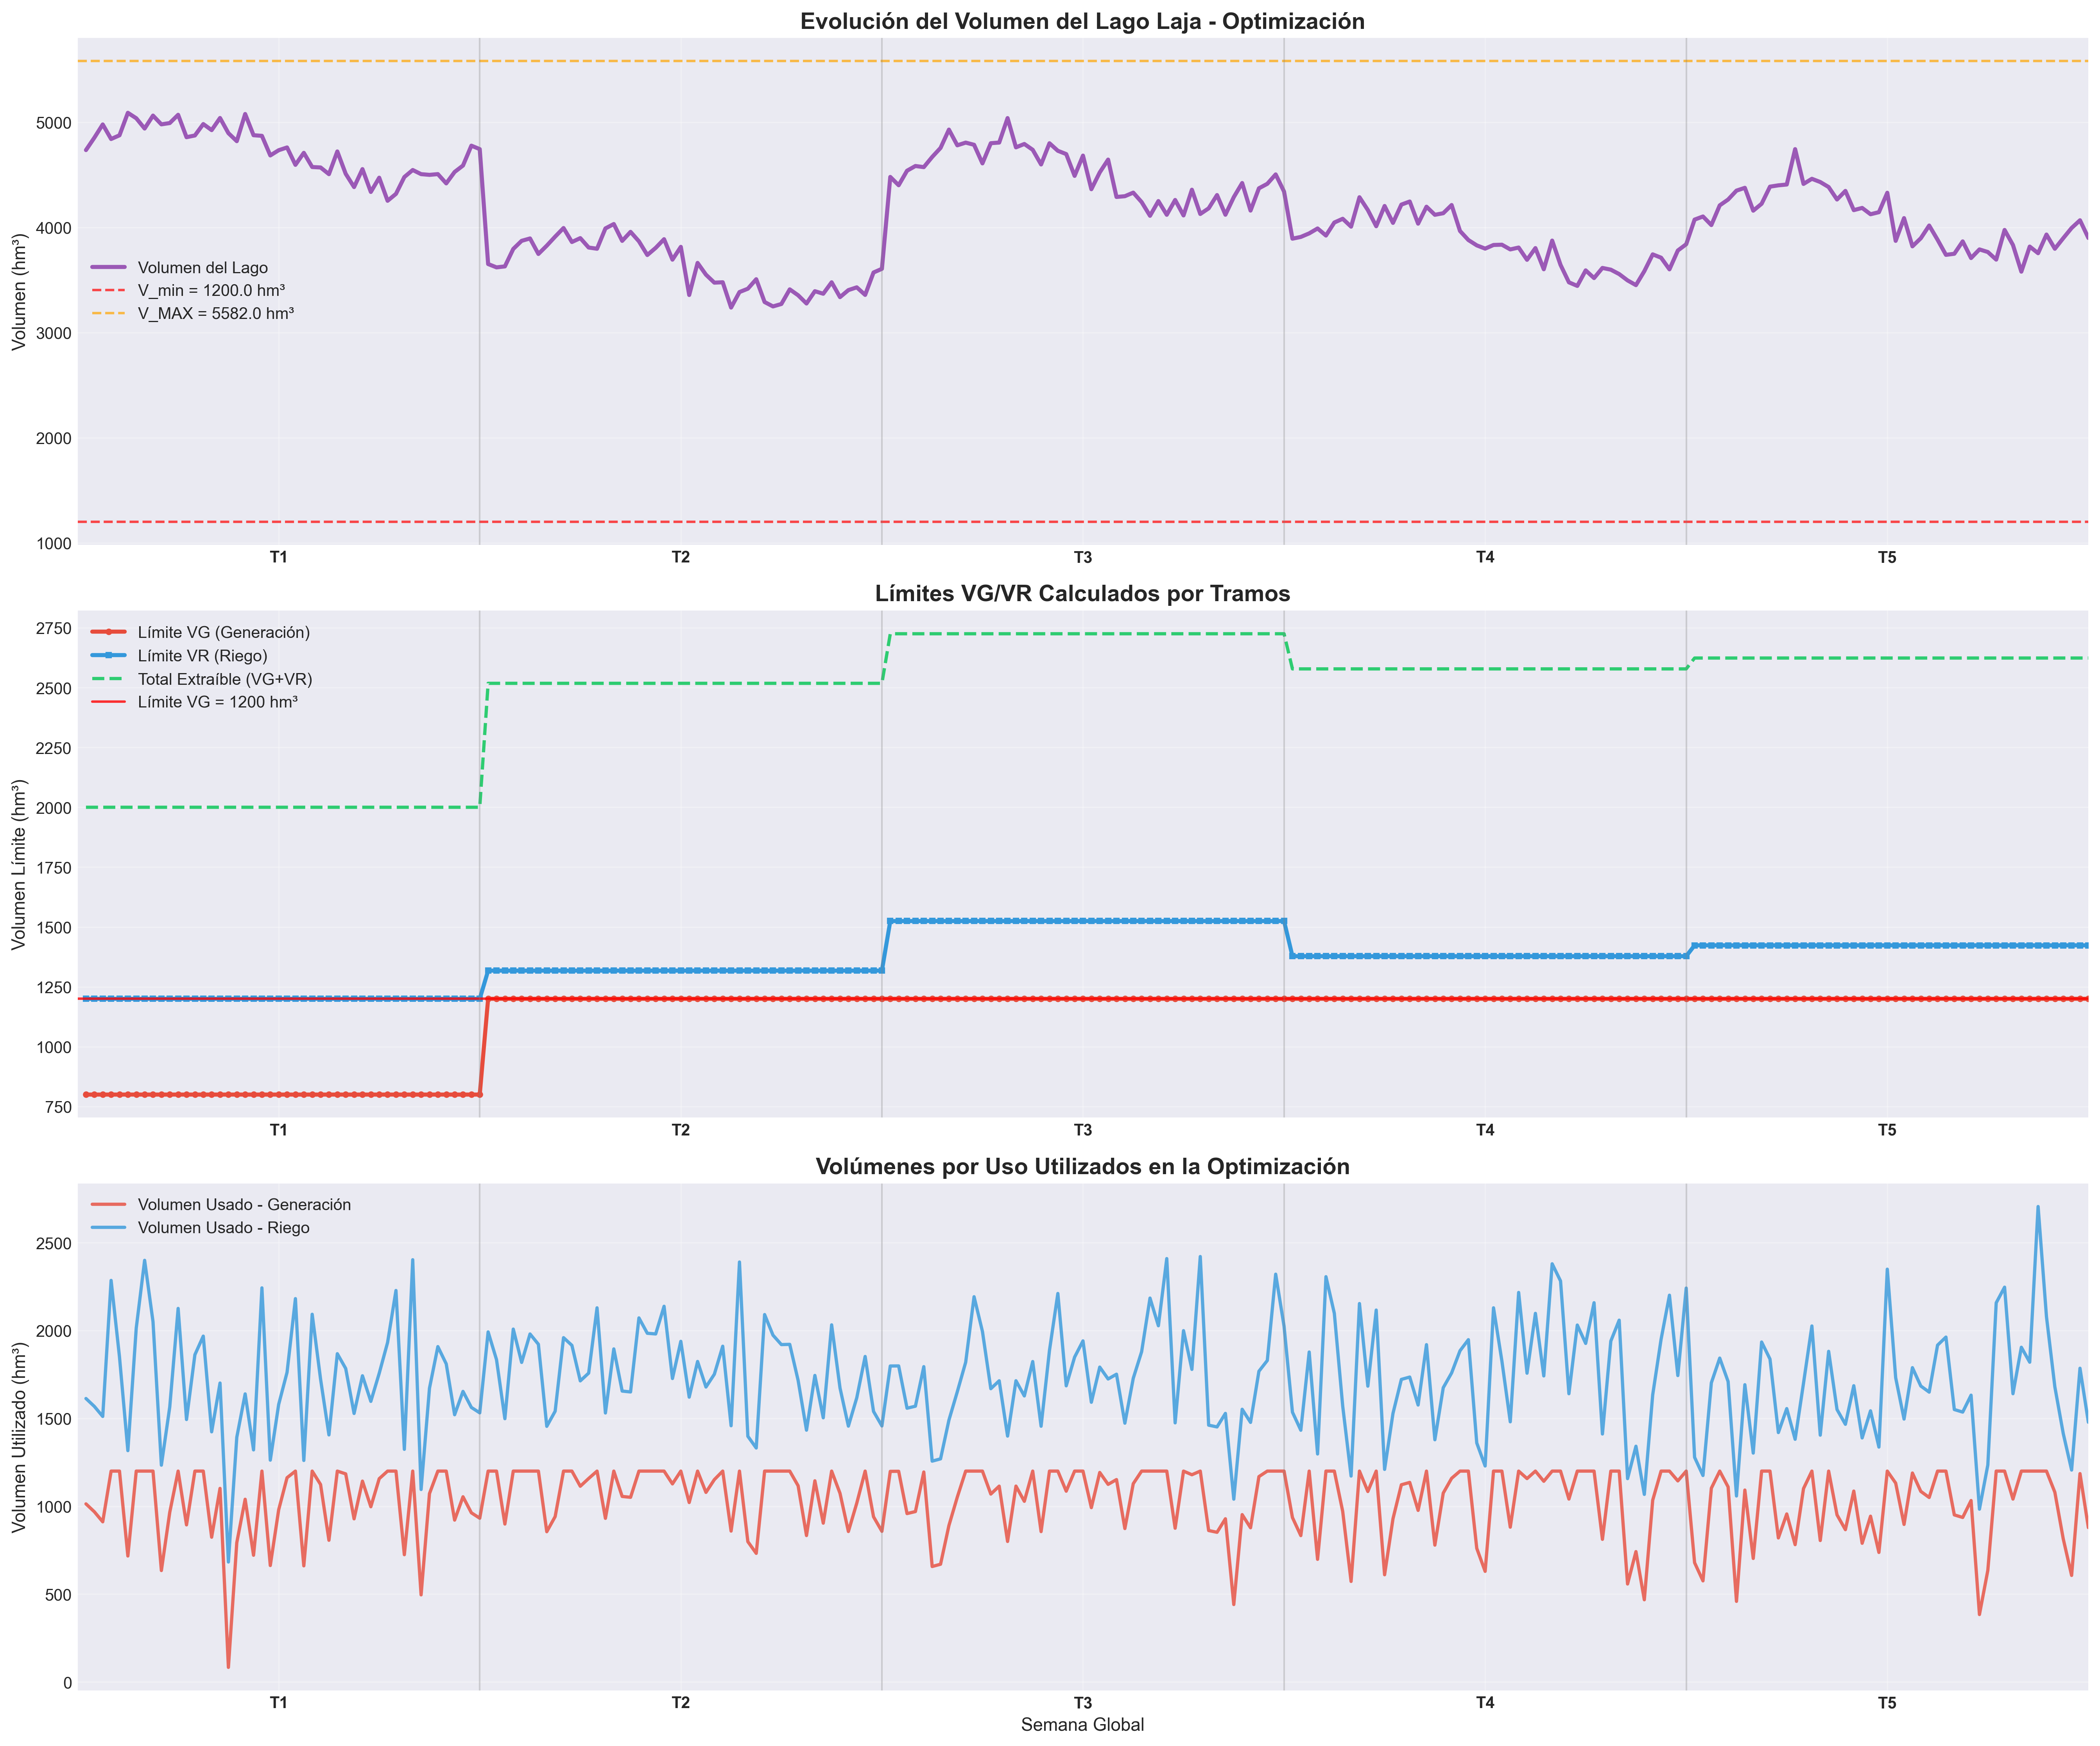 Evolución del Volumen del Lago Laja - Optimización
Volumen (hm³)
5000
4000
3000
2000
1000
Volumen del Lago
V_min = 1200.0 hm³
V_MAX = 5582.0 hm³
T1 T2 T3 T4 T5
Límites VG/VR Calculados por Tramos
Volumen Límite (hm³)
2750
2500
2250
2000
1750
1500
1250
1000
750
Límite VG (Generación)
Límite VR (Riego)
Total Extraíble (VG+VR)
Límite VG = 1200 hm³
T1 T2 T3 T4 T5
Volúmenes por Uso Utilizados en la Optimización
Volumen Utilizado (hm³)
2500
2000
1500
1000
500
0
Volumen Usado - Generación
Volumen Usado - Riego
T1 T2 T3 T4 T5
Semana Global